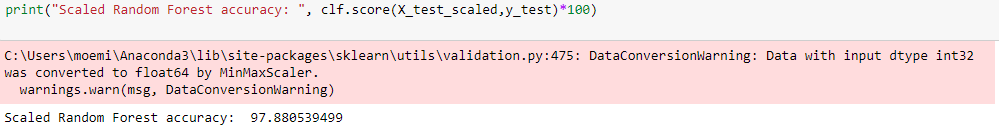 print("Scaled Random Forest accuracy: ", clf.score(X_test_scaled,y_test)*100)
C:\Users\moemi\Anaconda3\lib\site-packages\sklearn\utils\validation.py:475: DataConversionWarning: Data with input dtype int32
was converted to float64 by MinMaxScaler.
  warnings.warn(msg, DataConversionWarning)
Scaled Random Forest accuracy:  97.880539499